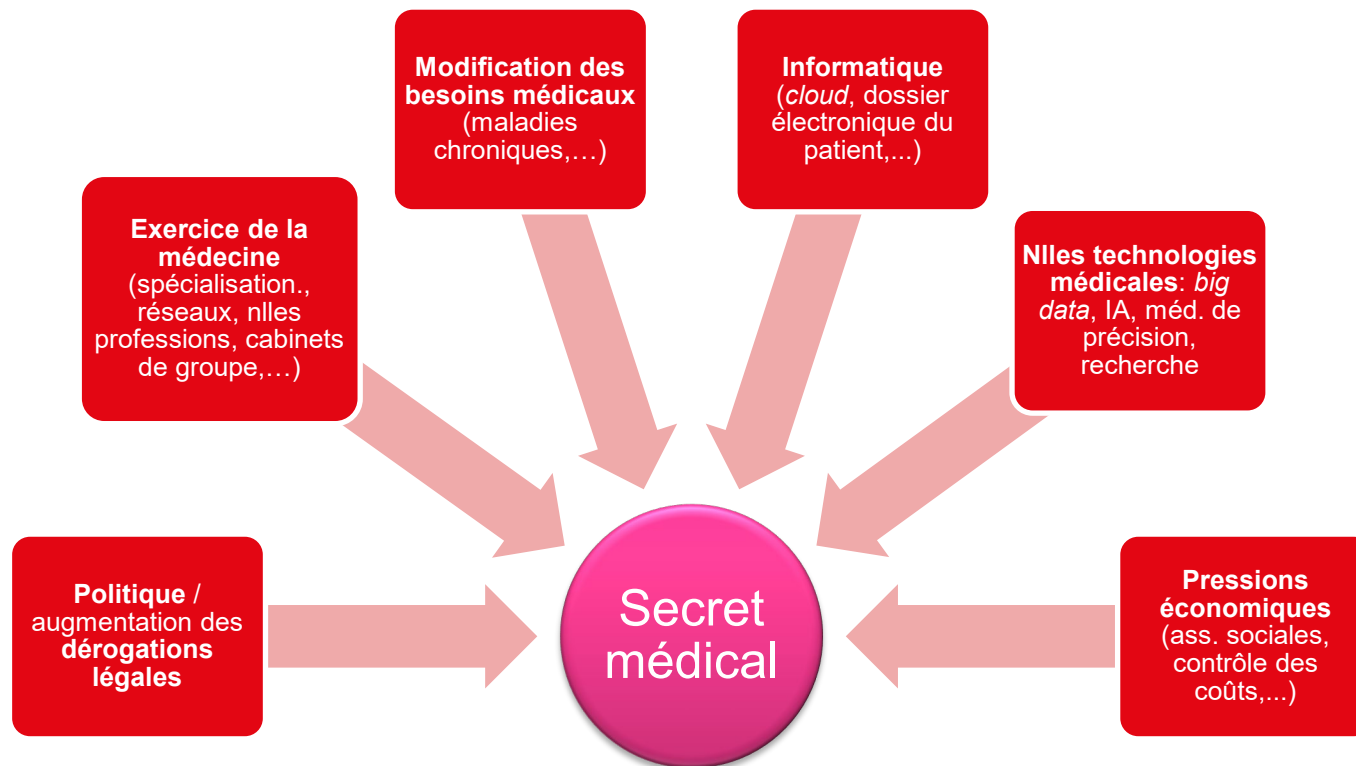 Modification des
besoins médicaux
(maladies
chroniques,…)
Informatique
(cloud, dossier
électronique du
patient,...)
Exercice de la
médecine
(spécialisation.,
réseaux, nlles
professions, cabinets
de groupe,…)
Nlles technologies
médicales: big
data, IA, méd. de
précision,
recherche
Politique /
augmentation des
dérogations
légales
Secret
médical
Pressions
économiques
(ass. sociales,
contrôle des
coûts,...)